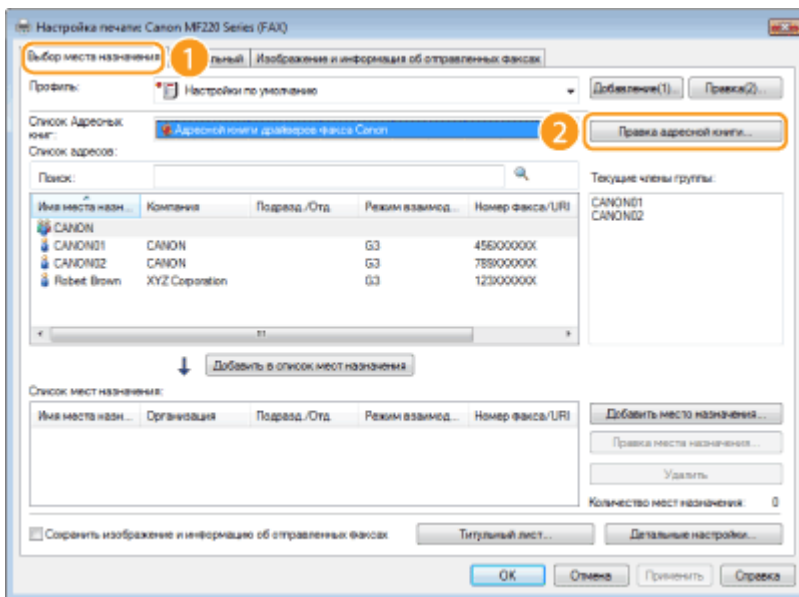 Настройка печати: Canon MF220 Series (FAX)
Выбор места назначения 1 Изображение и информация об отправленных факсах
Профиль: Настройки по умолчанию Добавление(1)... Правка(2)...
Список Адресных книг: Адресной книги драйверов факса Canon 2 Правка адресной книги...
Список адресов:
Поиск: Текущие члены группы:
Имя места назн... Компания Подразд./Отд. Режим взаимод... Номер факса/URI
CANON
CANON01 CANON G3 456XXXXXX
CANON02 CANON G3 789XXXXXX
Robert Brown XYZ Corporation G3 123XXXXXX
CANON01
CANON02
Добавить в список мест назначения
Список мест назначения:
Имя места назн... Организация Подразд./Отд. Режим взаимод... Номер факса/URI
Добавить место назначения...
Правка места назначения...
Удалить
Количество мест назначения: 0
Сохранить изображение и информацию об отправленных факсах Титульный лист... Детальные настройки...
OK Отмена Применить Справка